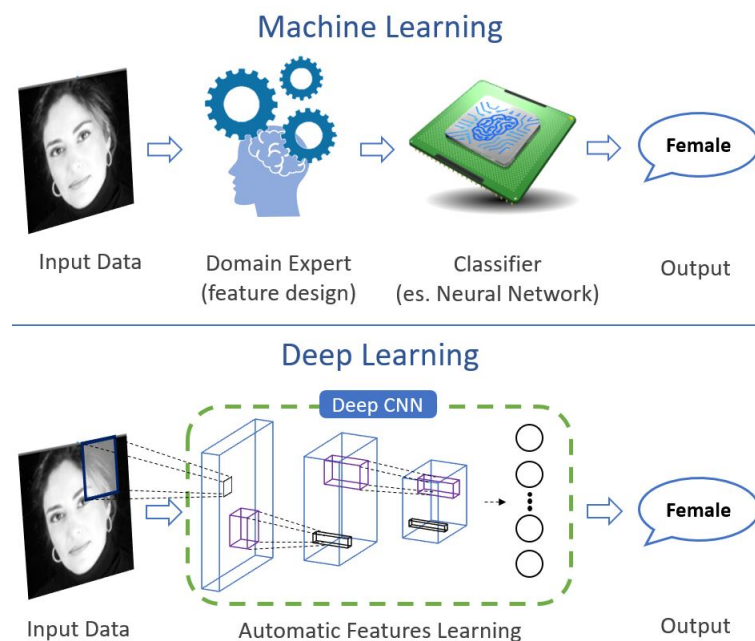 Machine Learning
Female
Input Data
Domain Expert
(feature design)
Classifier
(es. Neural Network)
Output
Deep Learning
Deep CNN
Female
Input Data
Automatic Features Learning
Output